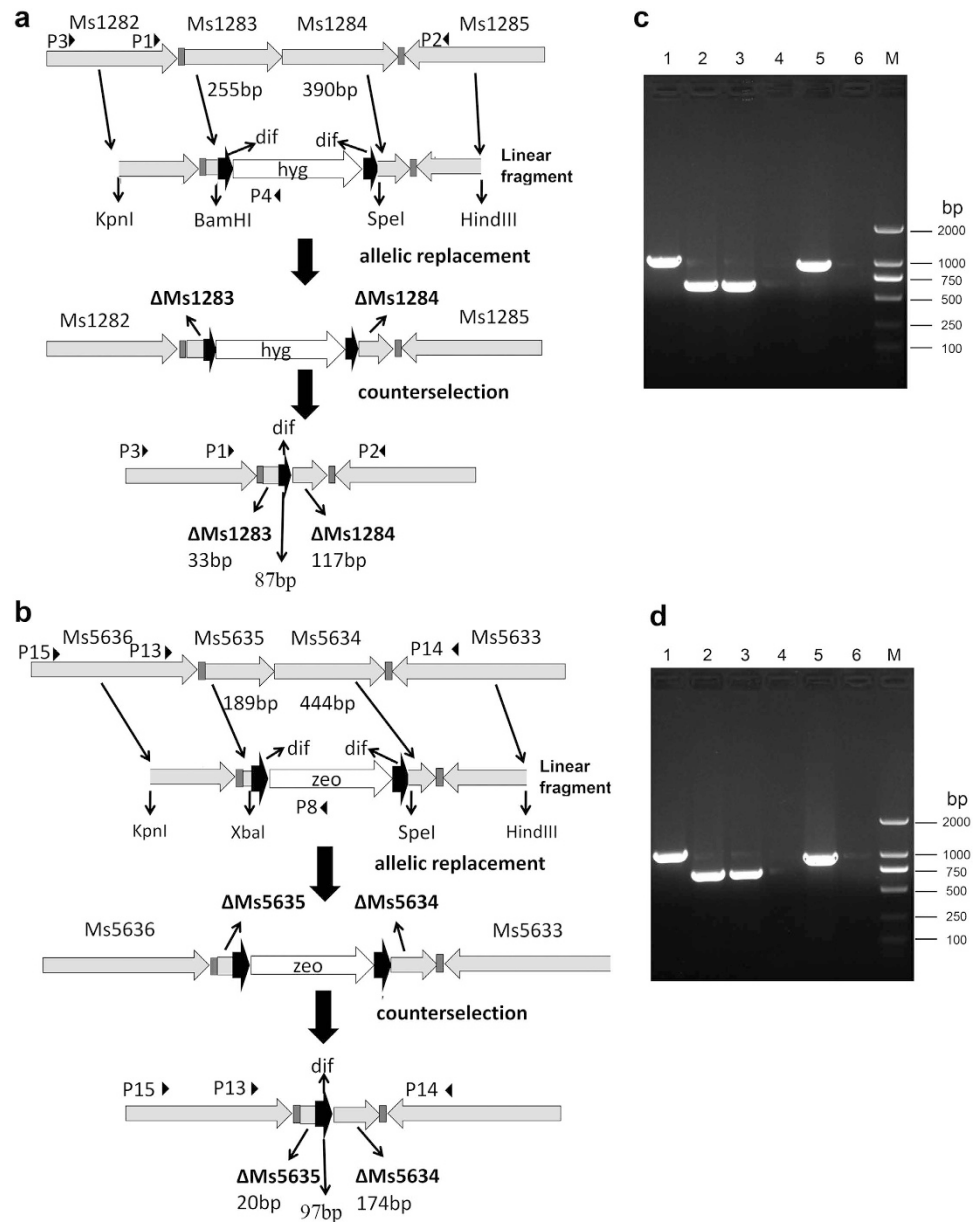 a
Ms1282 Ms1283 Ms1284 Ms1285
P3 P1 P2
255bp 390bp
dif dif
hyg
Linear
fragment
P4
KpnI BamHI SpeI HindIII
allelic replacement
ΔMs1283 ΔMs1284
Ms1282 Ms1285
hyg
counterselection
dif
P3 P1 P2
ΔMs1283 ΔMs1284
33bp 117bp
87bp
b
Ms5636 Ms5635 Ms5634 Ms5633
P15 P13 P14
189bp 444bp
dif dif
zeo
Linear
fragment
P8
KpnI XbaI SpeI HindIII
allelic replacement
ΔMs5635 ΔMs5634
Ms5636 Ms5633
zeo
counterselection
dif
P15 P13 P14
ΔMs5635 ΔMs5634
20bp 174bp
97bp
c
1 2 3 4 5 6 M
bp
2000
1000
750
500
250
100
d
1 2 3 4 5 6 M
bp
2000
1000
750
500
250
100